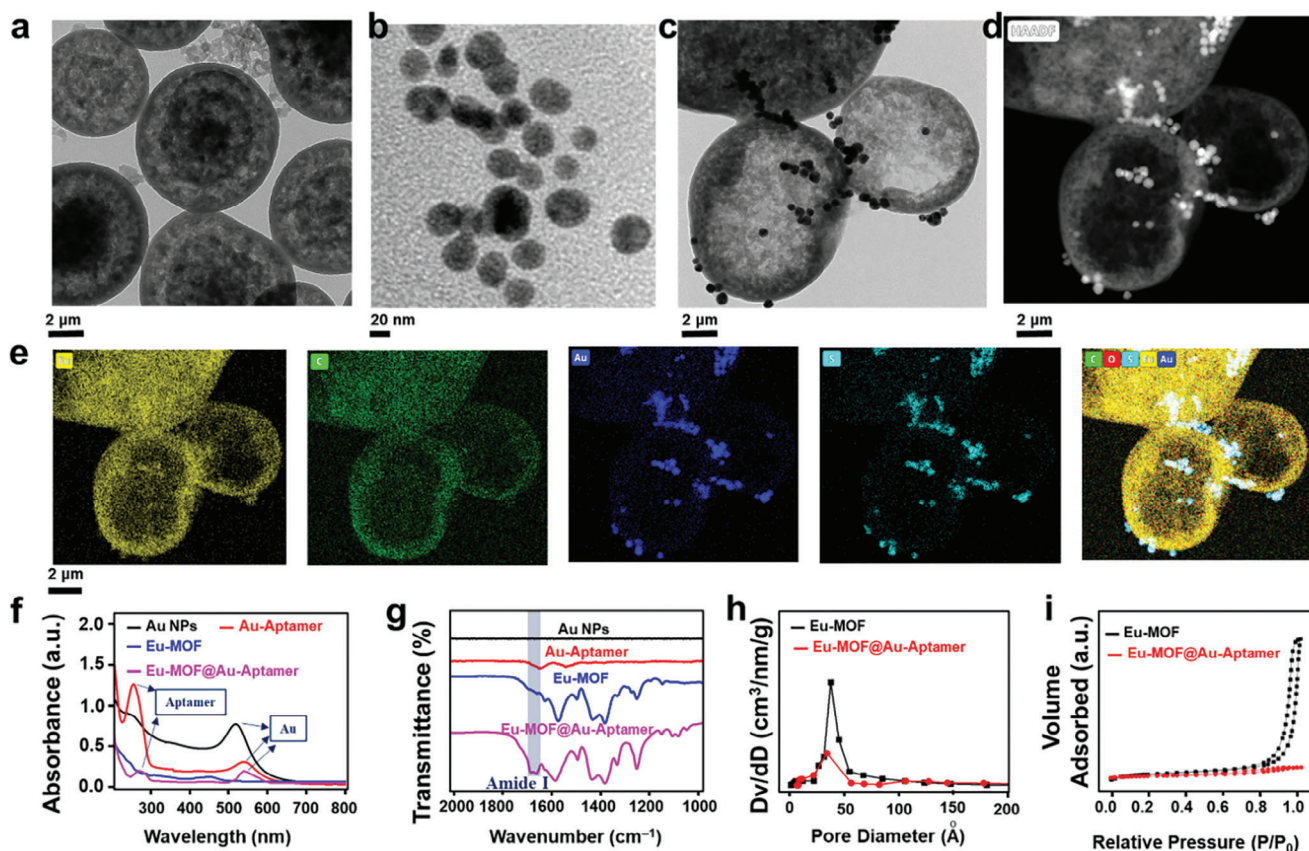 a
b
c
d
HAADF
2 µm
20 nm
2 µm
2 µm
e
C
Au
S
C O S Eu Au
2 µm
f
Absorbance (a.u.)
2.0
1.5
1.0
0.5
0.0
Au NPs
Au-Aptamer
Eu-MOF
Eu-MOF@Au-Aptamer
Aptamer
Au
300 400 500 600 700 800
Wavelength (nm)
g
Transmittance (%)
Au NPs
Au-Aptamer
Eu-MOF
Eu-MOF@Au-Aptamer
Amide I
2000 1800 1600 1400 1200 1000
Wavenumber (cm⁻¹)
h
Dv/dD (cm³/nm/g)
Eu-MOF
Eu-MOF@Au-Aptamer
0 50 100 150 200
Pore Diameter (Å)
i
Volume
Adsorbed (a.u.)
Eu-MOF
Eu-MOF@Au-Aptamer
0.0 0.2 0.4 0.6 0.8 1.0
Relative Pressure (P/P₀)